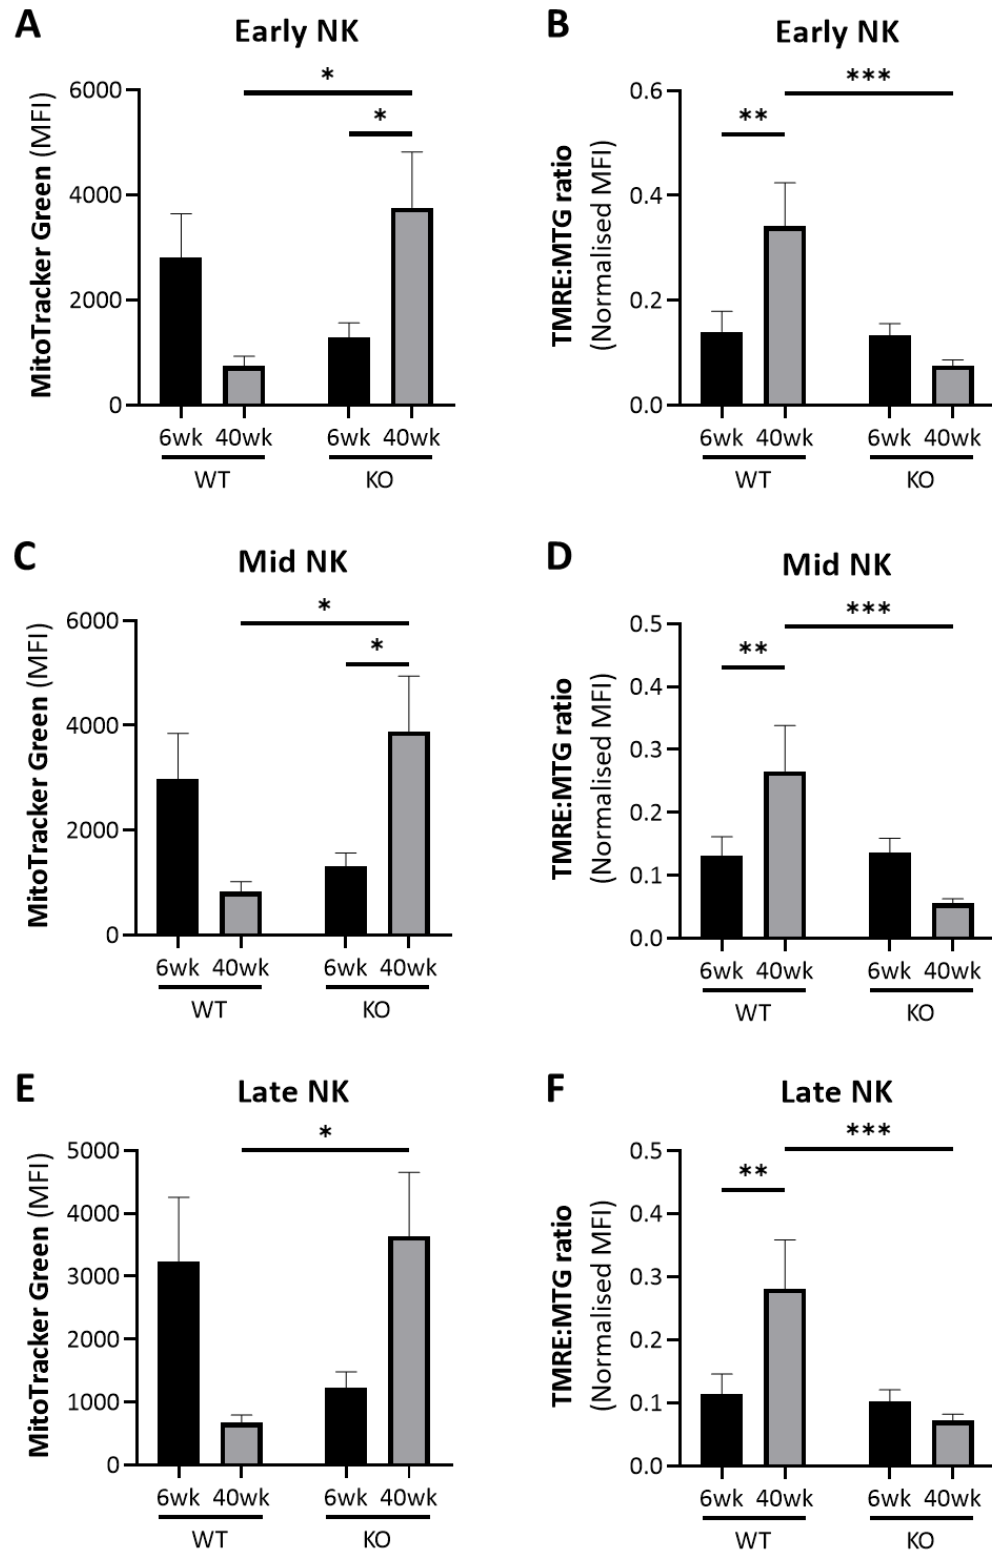 A
Early NK
MitoTracker Green (MFI)
6000
4000
2000
0
*
*
6wk 40wk 6wk 40wk
WT KO
B
Early NK
TMRE:MTG ratio
(Normalised MFI)
0.6
0.4
0.2
0.0
***
**
6wk 40wk 6wk 40wk
WT KO
C
Mid NK
MitoTracker Green (MFI)
6000
4000
2000
0
*
*
6wk 40wk 6wk 40wk
WT KO
D
Mid NK
TMRE:MTG ratio
(Normalised MFI)
0.5
0.4
0.3
0.2
0.1
0.0
***
**
6wk 40wk 6wk 40wk
WT KO
E
Late NK
MitoTracker Green (MFI)
5000
4000
3000
2000
1000
0
*
6wk 40wk 6wk 40wk
WT KO
F
Late NK
TMRE:MTG ratio
(Normalised MFI)
0.5
0.4
0.3
0.2
0.1
0.0
***
**
6wk 40wk 6wk 40wk
WT KO